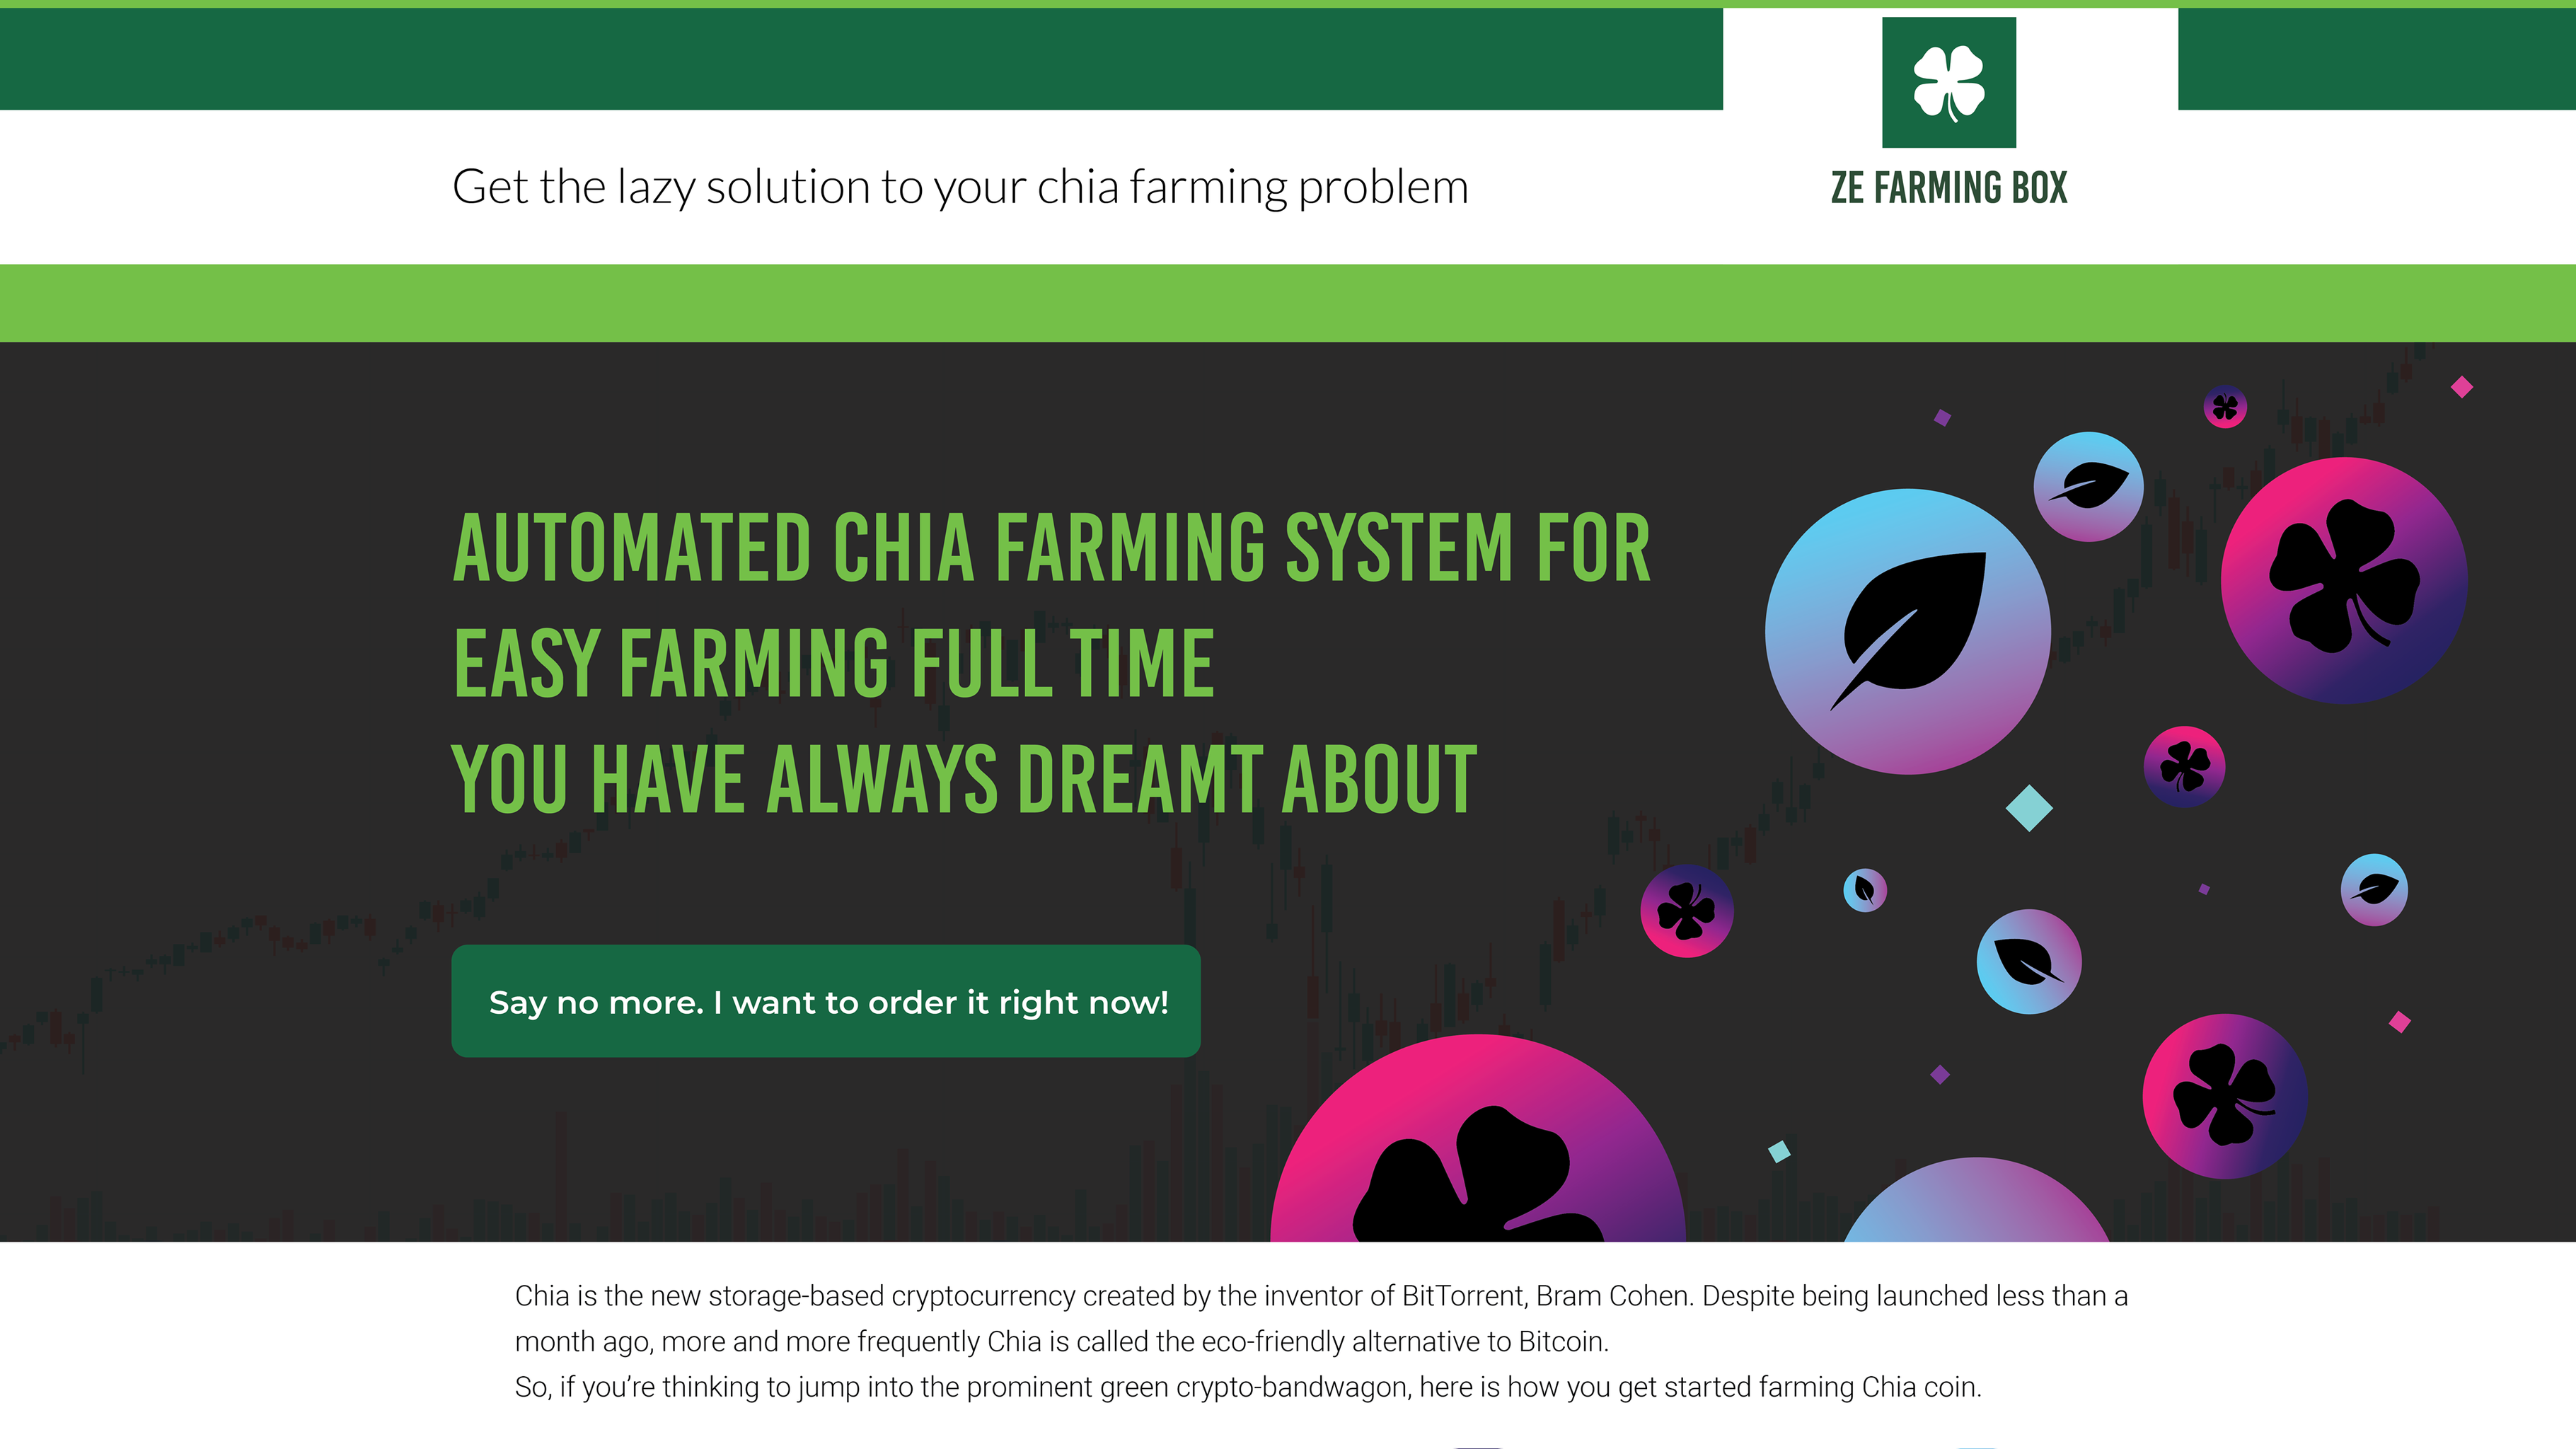 Get the lazy solution to your chia farming problem
ZE FARMING BOX
AUTOMATED CHIA FARMING SYSTEM FOR
EASY FARMING FULL TIME
YOU HAVE ALWAYS DREAMT ABOUT
Say no more. I want to order it right now!
Chia is the new storage-based cryptocurrency created by the inventor of BitTorrent, Bram Cohen. Despite being launched less than a
month ago, more and more frequently Chia is called the eco-friendly alternative to Bitcoin.
So, if you’re thinking to jump into the prominent green crypto-bandwagon, here is how you get started farming Chia coin.